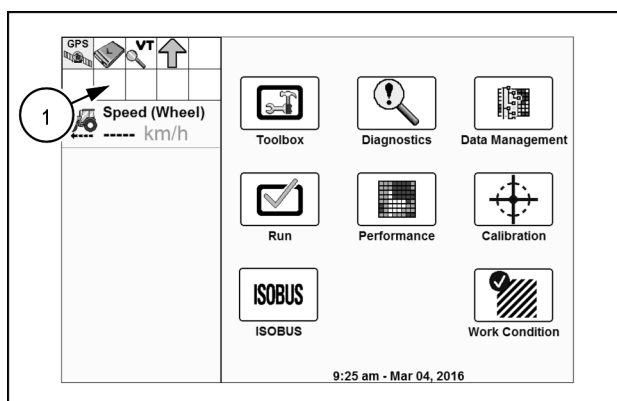 GPS
VT
L
1
Speed (Wheel)
----- km/h
Toolbox
Diagnostics
Data Management
Run
Performance
Calibration
ISOBUS
ISOBUS
Work Condition
9:25 am - Mar 04, 2016